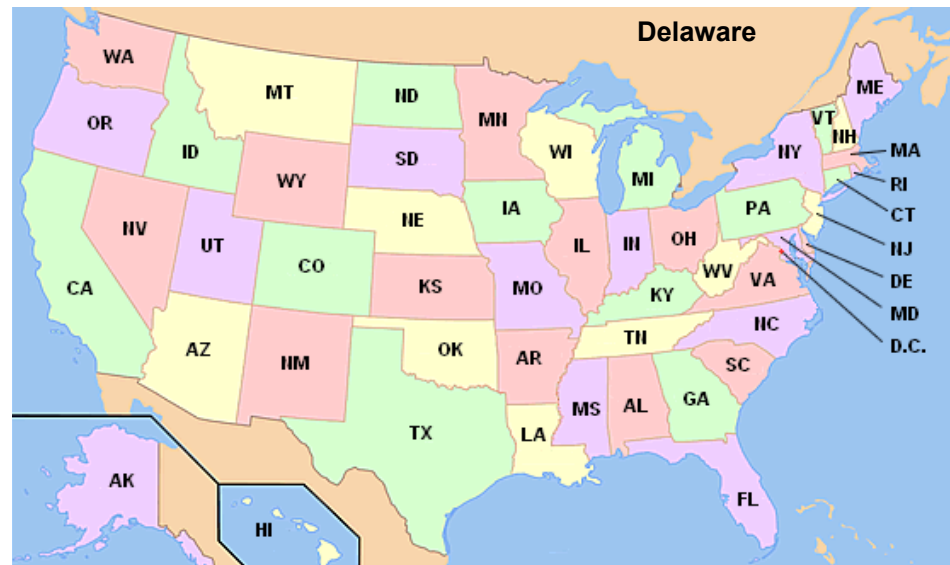 Delaware
WA
MT
ND
MN
ME
VT
NH
OR
ID
SD
WI
MI
NY
MA
RI
CT
NJ
DE
MD
D.C.
WY
NE
IA
PA
NV
UT
CO
KS
MO
IL
IN
OH
WV
VA
KY
CA
AZ
NM
OK
AR
TN
NC
SC
TX
LA
MS
AL
GA
FL
AK
HI